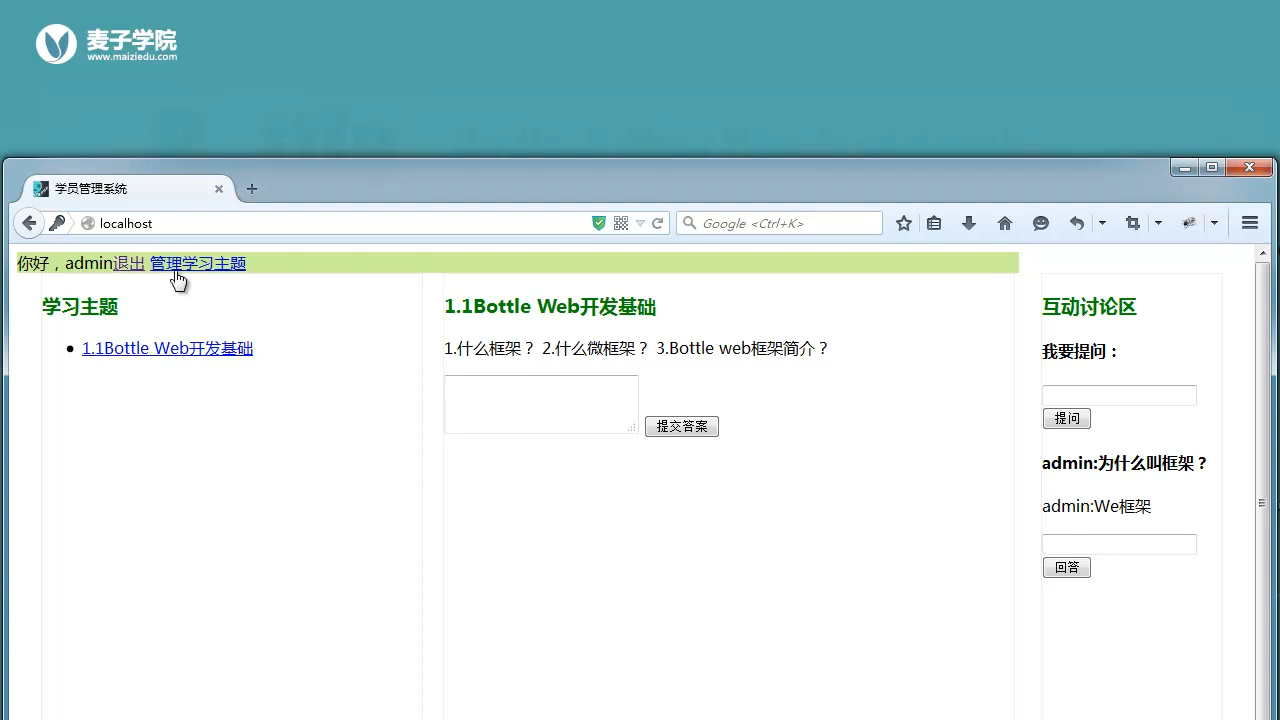 麦子学院
www.maiziedu.com
学员管理系统
localhost
Google <Ctrl+K>
你好，admin退出 管理学习主题
学习主题
1.1Bottle Web开发基础
1.1Bottle Web开发基础
1.什么框架？ 2.什么微框架？ 3.Bottle web框架简介？
提交答案
互动讨论区
我要提问：
提问
admin:为什么叫框架？
admin:We框架
回答